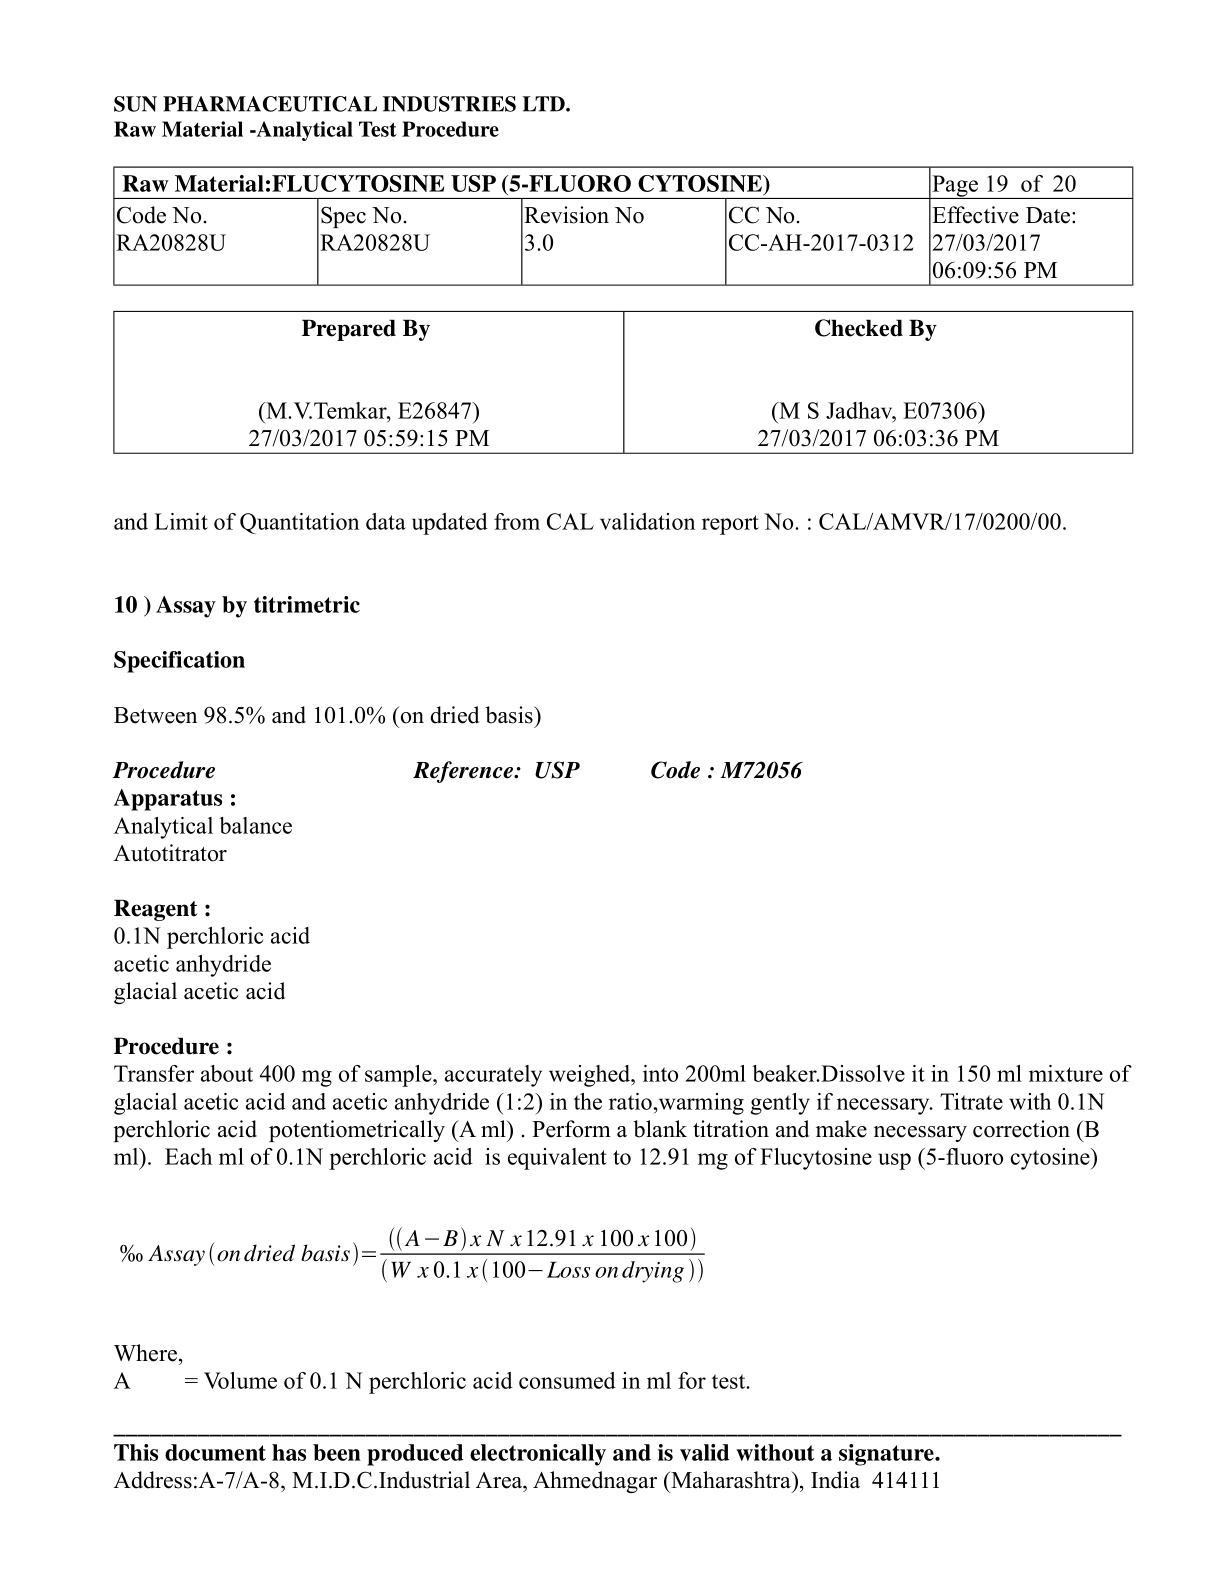 SUN PHARMACEUTICAL INDUSTRIES LTD.
Raw Material -Analytical Test Procedure
Raw Material:FLUCYTOSINE USP (5-FLUORO CYTOSINE) Page 19 of 20
Code No. Spec No. Revision No CC No. Effective Date:
RA20828U RA20828U 3.0 CC-AH-2017-0312 27/03/2017
06:09:56 PM
Prepared By Checked By
(M.V.Temkar, E26847) (M S Jadhav, E07306)
27/03/2017 05:59:15 PM 27/03/2017 06:03:36 PM
and Limit of Quantitation data updated from CAL validation report No. : CAL/AMVR/17/0200/00.
10 ) Assay by titrimetric
Specification
Between 98.5% and 101.0% (on dried basis)
Procedure Reference: USP Code : M72056
Apparatus :
Analytical balance
Autotitrator
Reagent :
0.1N perchloric acid
acetic anhydride
glacial acetic acid
Procedure :
Transfer about 400 mg of sample, accurately weighed, into 200ml beaker.Dissolve it in 150 ml mixture of
glacial acetic acid and acetic anhydride (1:2) in the ratio,warming gently if necessary. Titrate with 0.1N
perchloric acid potentiometrically (A ml) . Perform a blank titration and make necessary correction (B
ml). Each ml of 0.1N perchloric acid is equivalent to 12.91 mg of Flucytosine usp (5-fluoro cytosine)
((A−B) x N x 12.91 x 100 x 100)
‰ Assay (on dried basis)=
(W x 0.1 x (100− Loss on drying))
Where,
A = Volume of 0.1 N perchloric acid consumed in ml for test.
This document has been produced electronically and is valid without a signature.
Address:A-7/A-8, M.I.D.C.Industrial Area, Ahmednagar (Maharashtra), India 414111